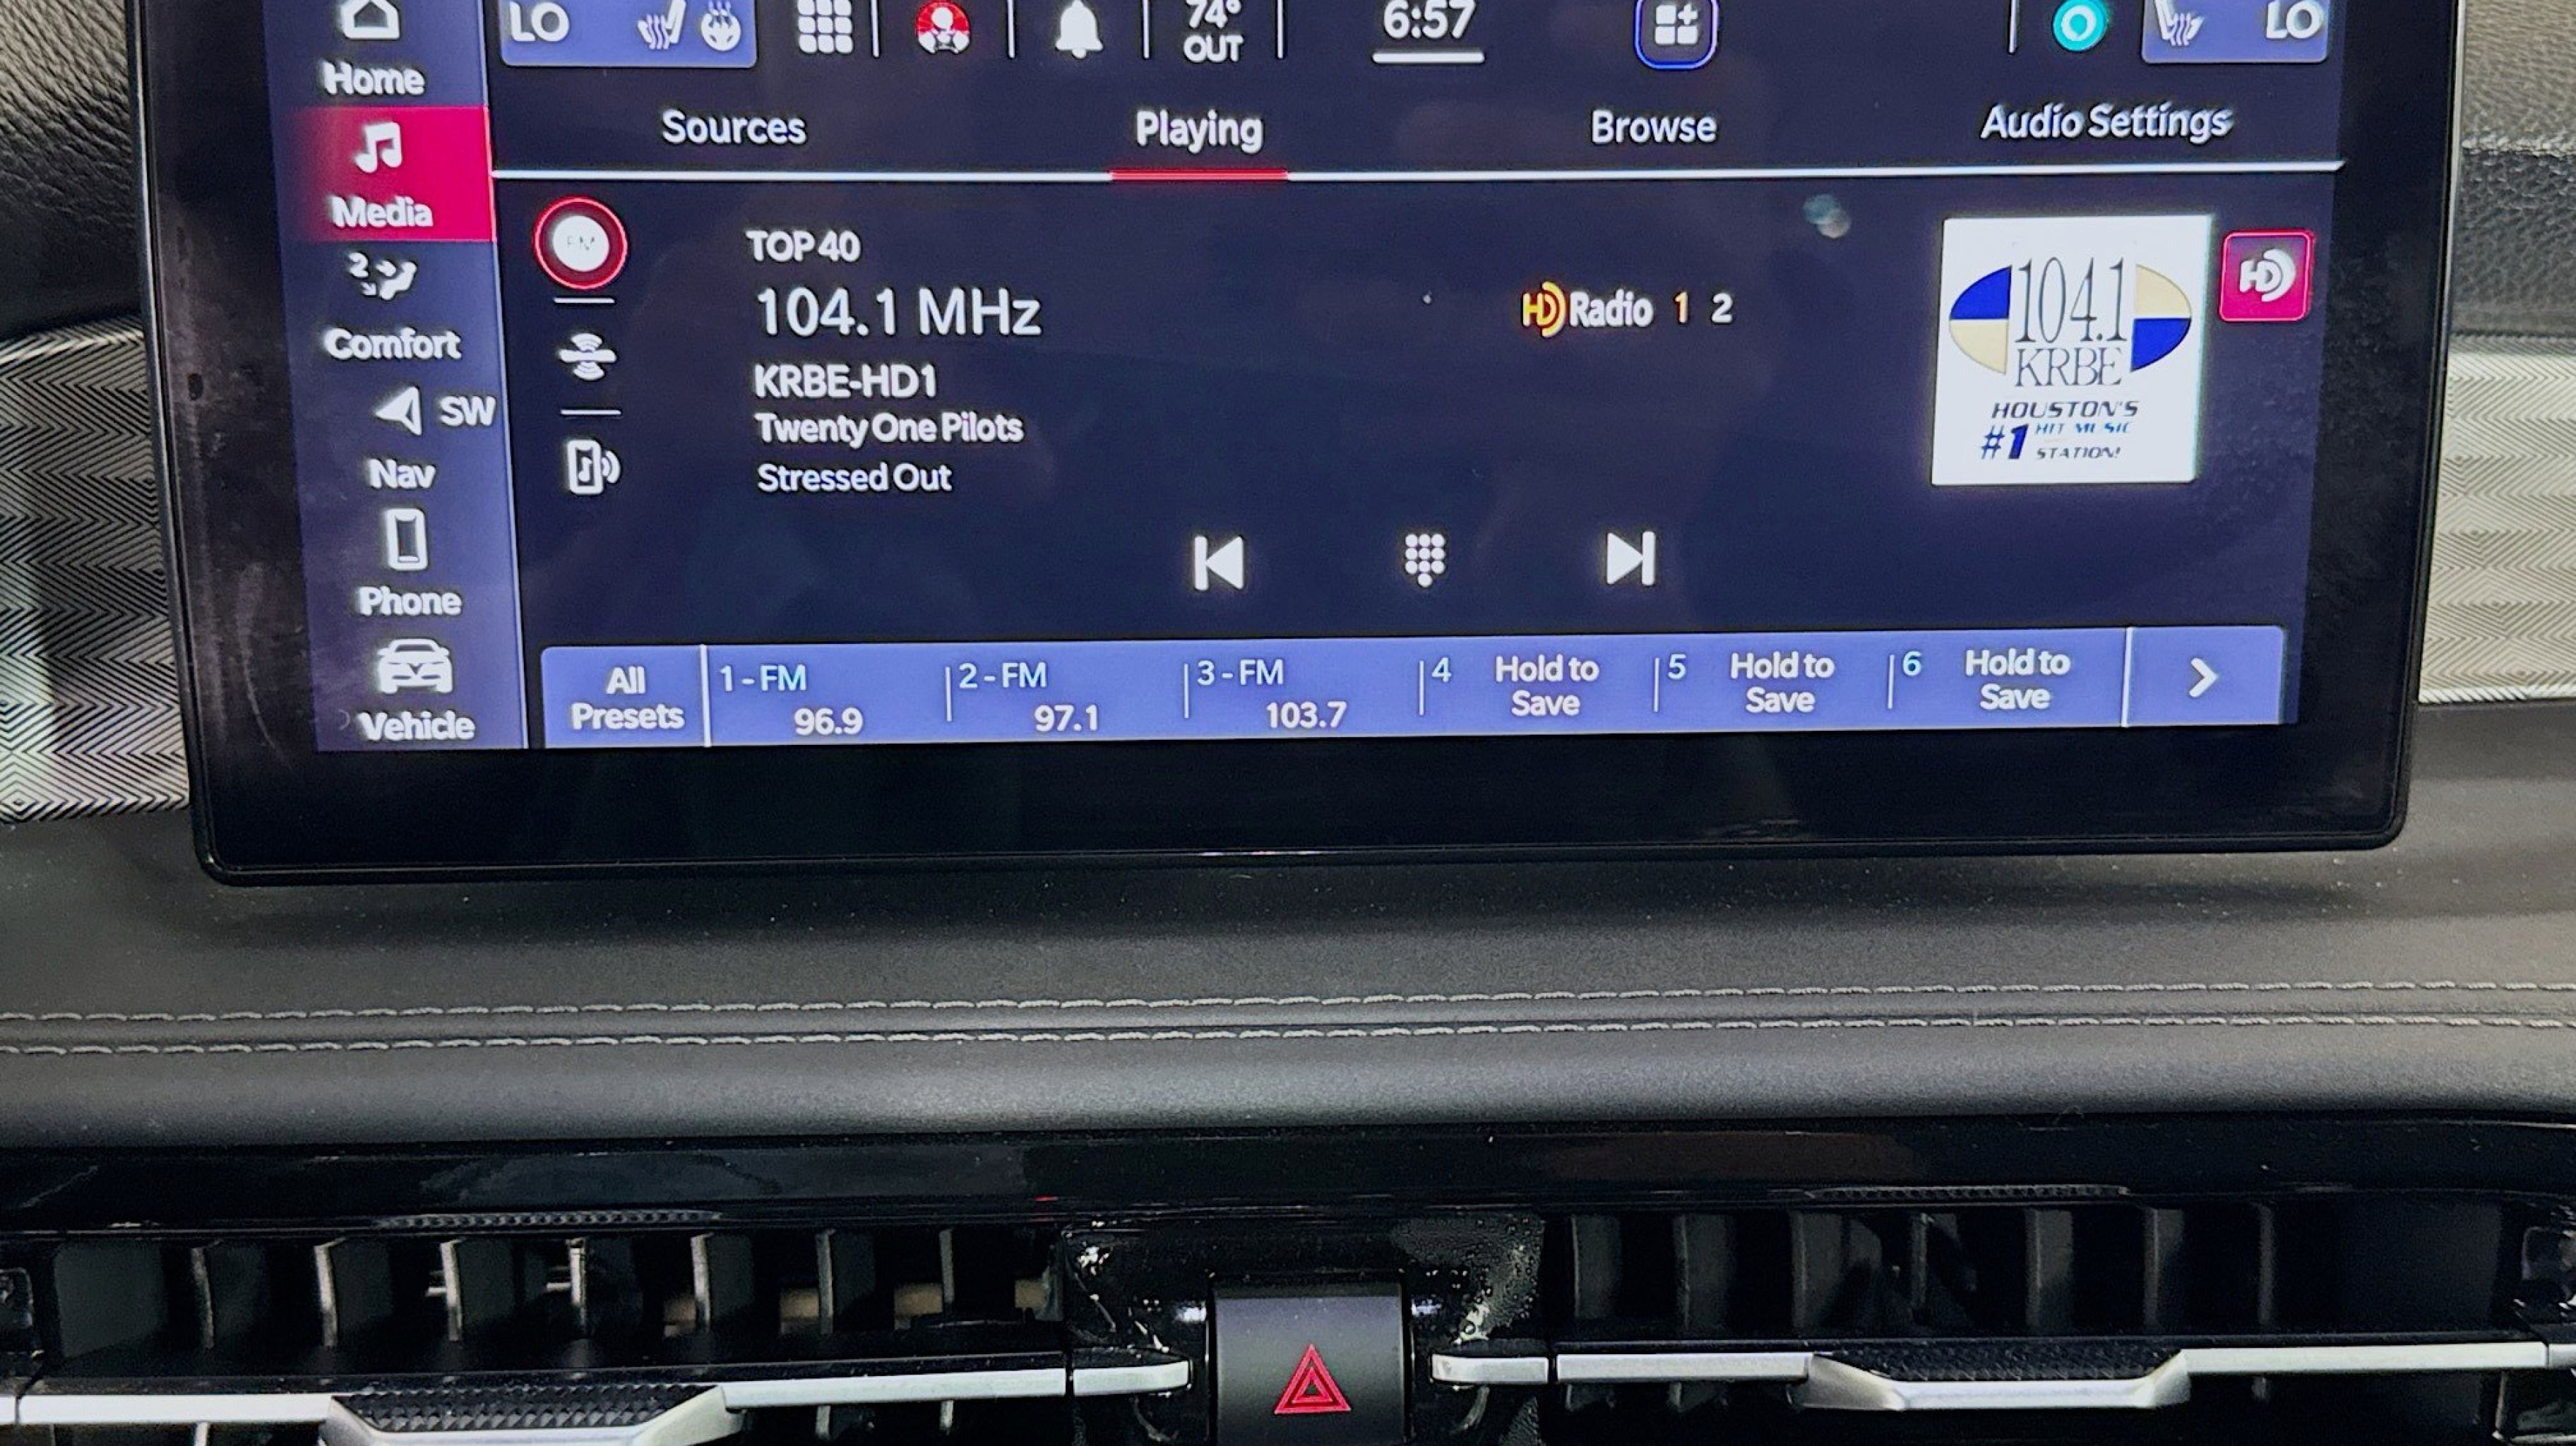 LO
74°
OUT
6:57
LO
Home
Sources
Playing
Browse
Audio Settings
Media
FM
TOP 40
104.1 MHz
HD Radio 1 2
KRBE-HD1
Twenty One Pilots
Stressed Out
104.1
KRBE
HOUSTON'S
#1 HIT MUSIC
STATION!
HD
2
Comfort
SW
Nav
Phone
Vehicle
All
Presets
1-FM
96.9
2-FM
97.1
3-FM
103.7
4 Hold to
Save
5 Hold to
Save
6 Hold to
Save